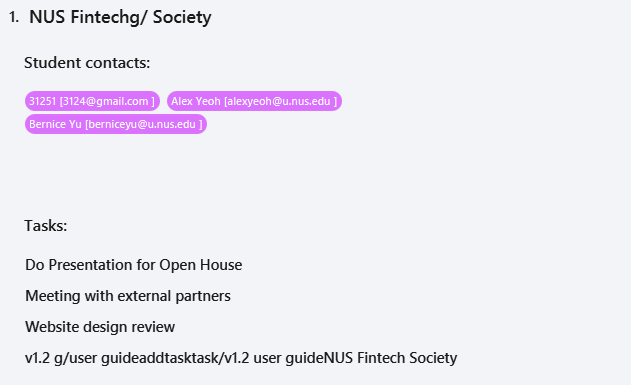 1. NUS Fintechg/ Society
Student contacts:
31251 [3124@gmail.com ] Alex Yeoh [alexyeoh@u.nus.edu ]
Bernice Yu [berniceyu@u.nus.edu ]
Tasks:
Do Presentation for Open House
Meeting with external partners
Website design review
v1.2 g/user guideaddtasktask/v1.2 user guideNUS Fintech Society